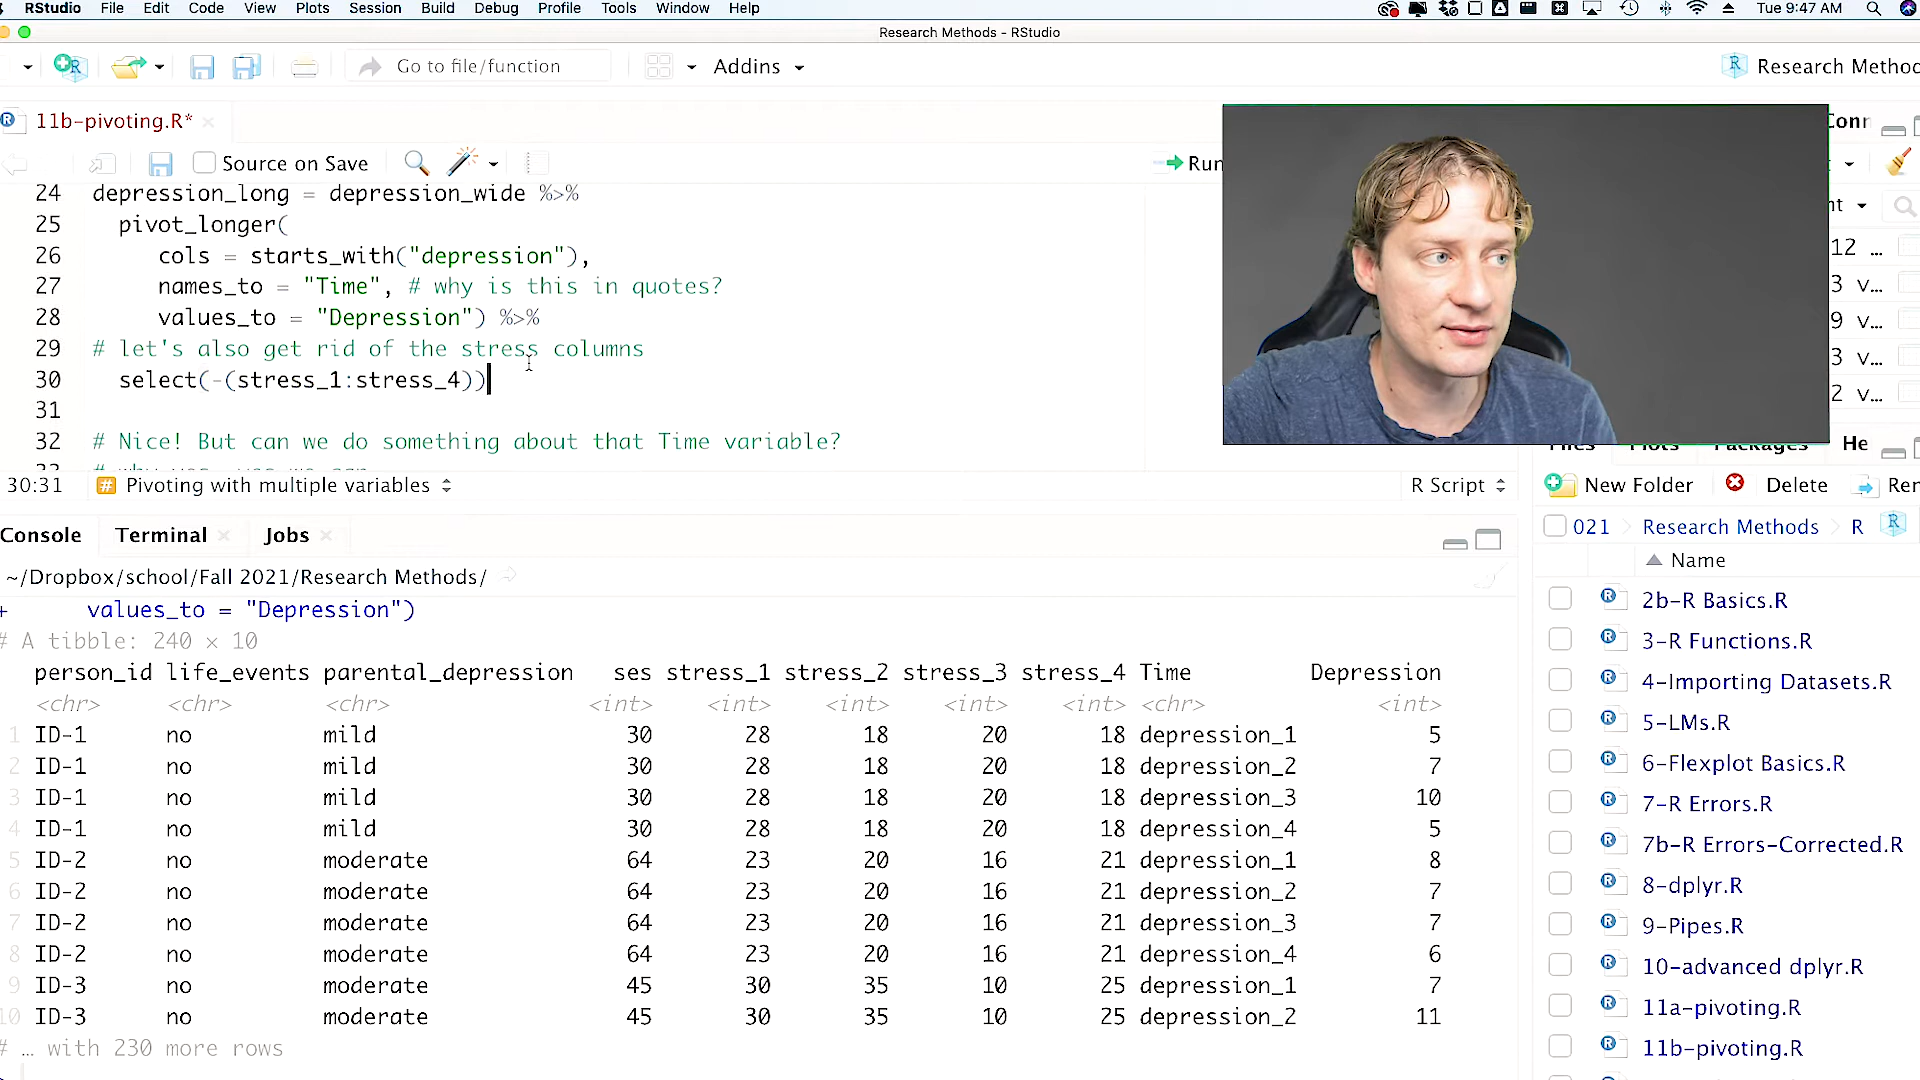 RStudio File Edit Code View Plots Session Build Debug Profile Tools Window Help Tue 9:47 AM
Research Methods - RStudio
Go to file/function Addins Research Method
11b-pivoting.R*
Source on Save Run
24 depression_long = depression_wide %>%
25 pivot_longer(
26 cols = starts_with("depression"),
27 names_to = "Time", # why is this in quotes?
28 values_to = "Depression") %>%
29 # let's also get rid of the stress columns
30 select(-(stress_1:stress_4))
31
32 # Nice! But can we do something about that Time variable?
30:31 Pivoting with multiple variables R Script
Console Terminal Jobs
~/Dropbox/school/Fall 2021/Research Methods/
+ values_to = "Depression")
# A tibble: 240 × 10
person_id life_events parental_depression ses stress_1 stress_2 stress_3 stress_4 Time Depression
<chr> <chr> <chr> <int> <int> <int> <int> <int> <chr> <int>
1 ID-1 no mild 30 28 18 20 18 depression_1 5
2 ID-1 no mild 30 28 18 20 18 depression_2 7
3 ID-1 no mild 30 28 18 20 18 depression_3 10
4 ID-1 no mild 30 28 18 20 18 depression_4 5
5 ID-2 no moderate 64 23 20 16 21 depression_1 8
6 ID-2 no moderate 64 23 20 16 21 depression_2 7
7 ID-2 no moderate 64 23 20 16 21 depression_3 7
8 ID-2 no moderate 64 23 20 16 21 depression_4 6
9 ID-3 no moderate 45 30 35 10 25 depression_1 7
10 ID-3 no moderate 45 30 35 10 25 depression_2 11
# … with 230 more rows
Conn
nt
12 ...
3 v...
9 v...
3 v...
2 v...
Files Plots Packages He
New Folder Delete Ren
021 Research Methods R
Name
2b-R Basics.R
3-R Functions.R
4-Importing Datasets.R
5-LMs.R
6-Flexplot Basics.R
7-R Errors.R
7b-R Errors-Corrected.R
8-dplyr.R
9-Pipes.R
10-advanced dplyr.R
11a-pivoting.R
11b-pivoting.R